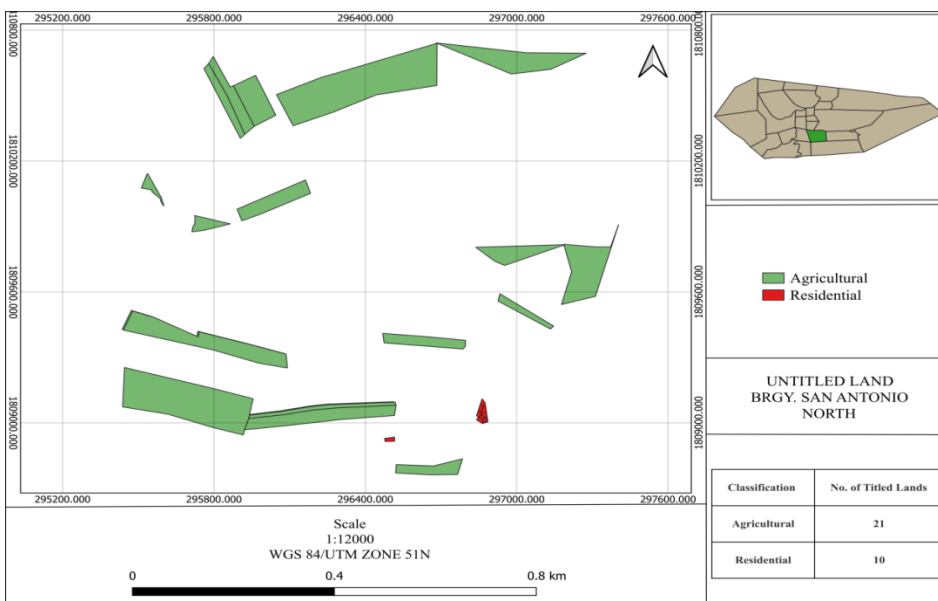 295200.000 295800.000 296400.000 297000.000 297600.000
1810800.000 1810800.000
1810200.000 1810200.000
1809600.000 1809600.000
1809000.000 1809000.000
295200.000 295800.000 296400.000 297000.000 297600.000
Agricultural
Residential
UNTITLED LAND
BRGY. SAN ANTONIO
NORTH
Classification No. of Titled Lands
Agricultural 21
Residential 10
Scale
1:12000
WGS 84/UTM ZONE 51N
0 0.4 0.8 km